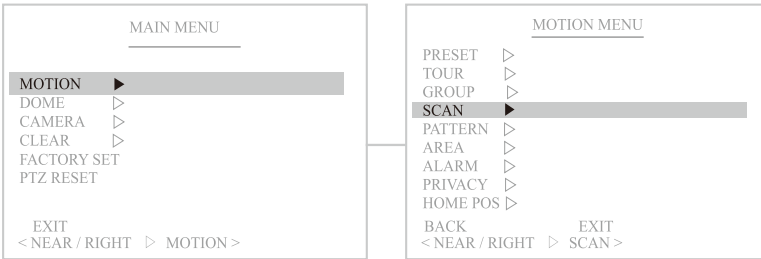 MAIN MENU
MOTION ▶
DOME ▷
CAMERA ▷
CLEAR ▷
FACTORY SET
PTZ RESET
EXIT
< NEAR / RIGHT ▷ MOTION >
MOTION MENU
PRESET ▷
TOUR ▷
GROUP ▷
SCAN ▶
PATTERN ▷
AREA ▷
ALARM ▷
PRIVACY ▷
HOME POS ▷
BACK EXIT
< NEAR / RIGHT ▷ SCAN >